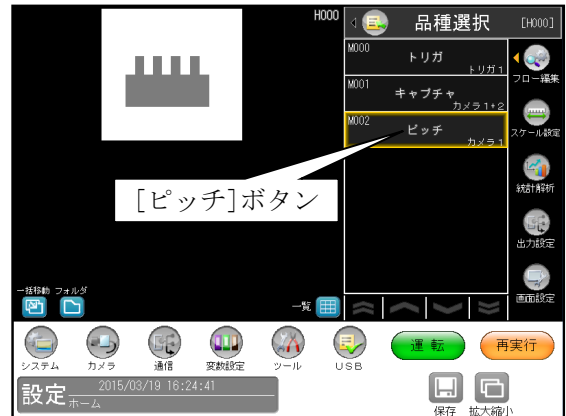 H000
品種選択
[H000]
M000
トリガ
トリガ1
M001
キャプチャ
カメラ1+2
M002
ピッチ
カメラ1
フロー編集
スケール設定
統計解析
出力設定
画面設定
[ピッチ]ボタン
一括移動 フォルダ
一覧
システム カメラ 通信 変数設定 ツール USB
運転 再実行
設定 2015/03/19 16:24:41
ホーム
保存 拡大縮小